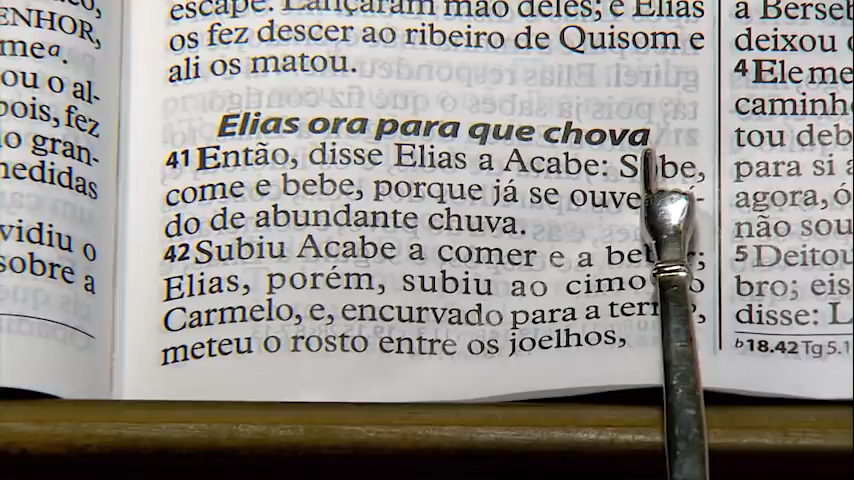 ENHOR,
me ª.
ou o al-
pois, fez
o gran-
medidas
vidiu o
sobre a
escape. Lançaram mão deles; e Elias
os fez descer ao ribeiro de Quisom e
ali os matou.
Elias ora para que chova
41 Então, disse Elias a Acabe: Sobe,
come e bebe, porque já se ouve
do de abundante chuva.
42 Subiu Acabe a comer e a beber;
Elias, porém, subiu ao cimo
Carmelo, e, encurvado para a terra,
meteu o rosto entre os joelhos,
a Berse
deixou
4 Ele me
caminh
tou deb
para si a
agora, ó
não sou
5 Deitou
bro; eis
disse: L
b 18.42 Tg 5.1